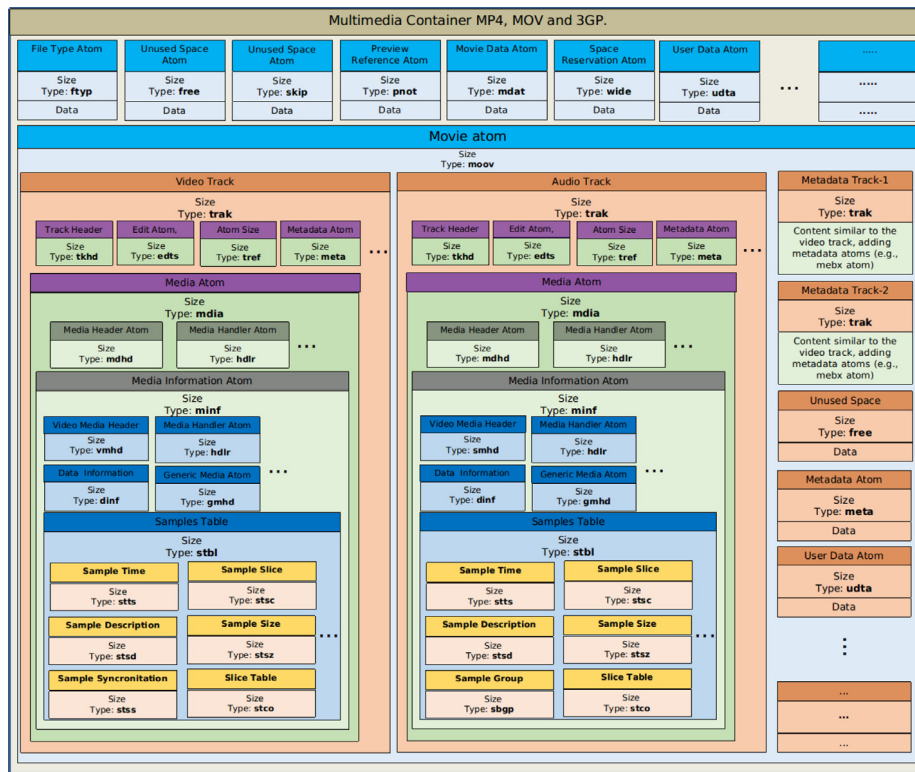 Multimedia Container MP4, MOV and 3GP.
File Type Atom
Size
Type: ftyp
Data
Unused Space
Atom
Size
Type: free
Data
Unused Space
Atom
Size
Type: skip
Data
Preview
Reference Atom
Size
Type: pnot
Data
Movie Data Atom
Size
Type: mdat
Data
Space
Reservation Atom
Size
Type: wide
Data
User Data Atom
Size
Type: udta
Data
...
.....
.....
.....
Movie atom
Size
Type: moov
Video Track
Size
Type: trak
Track Header
Size
Type: tkhd
Edit Atom,
Size
Type: edts
Atom Size
Size
Type: tref
Metadata Atom
Size
Type: meta
...
Media Atom
Size
Type: mdia
Media Header Atom
Size
Type: mdhd
Media Handler Atom
Size
Type: hdlr
...
Media Information Atom
Size
Type: minf
Video Media Header
Size
Type: vmhd
Media Handler Atom
Size
Type: hdlr
Data Information
Size
Type: dinf
Generic Media Atom
Size
Type: gmhd
...
Samples Table
Size
Type: stbl
Sample Time
Size
Type: stts
Sample Slice
Size
Type: stsc
Sample Description
Size
Type: stsd
Sample Size
Size
Type: stsz
Sample Syncronitation
Size
Type: stss
Slice Table
Size
Type: stco
...
Audio Track
Size
Type: trak
Track Header
Size
Type: tkhd
Edit Atom,
Size
Type: edts
Atom Size
Size
Type: tref
Metadata Atom
Size
Type: meta
...
Media Atom
Size
Type: mdia
Media Header Atom
Size
Type: mdhd
Media Handler Atom
Size
Type: hdlr
...
Media Information Atom
Size
Type: minf
Video Media Header
Size
Type: smhd
Media Handler Atom
Size
Type: hdlr
Data Information
Size
Type: dinf
Generic Media Atom
Size
Type: gmhd
...
Samples Table
Size
Type: stbl
Sample Time
Size
Type: stts
Sample Slice
Size
Type: stsc
Sample Description
Size
Type: stsd
Sample Size
Size
Type: stsz
Sample Group
Size
Type: sbgp
Slice Table
Size
Type: stco
...
Metadata Track-1
Size
Type: trak
Content similar to the
video track, adding
metadata atoms (e.g.,
mebx atom)
Metadata Track-2
Size
Type: trak
Content similar to the
video track, adding
metadata atoms (e.g.,
mebx atom)
Unused Space
Size
Type: free
Data
Metadata Atom
Size
Type: meta
Data
User Data Atom
Size
Type: udta
Data
...
...
...
...